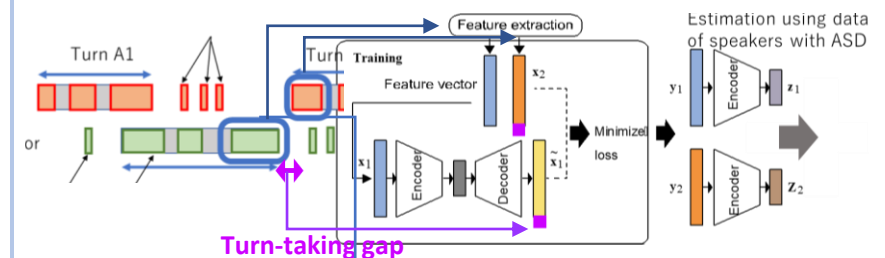 Feature extraction
Estimation using data
of speakers with ASD
Turn A1
Turn
Training
Feature vector
x2
y1
Encoder
z1
or
x1
Encoder
Decoder
x̃1
Minimize
loss
y2
Encoder
Z2
Turn-taking gap